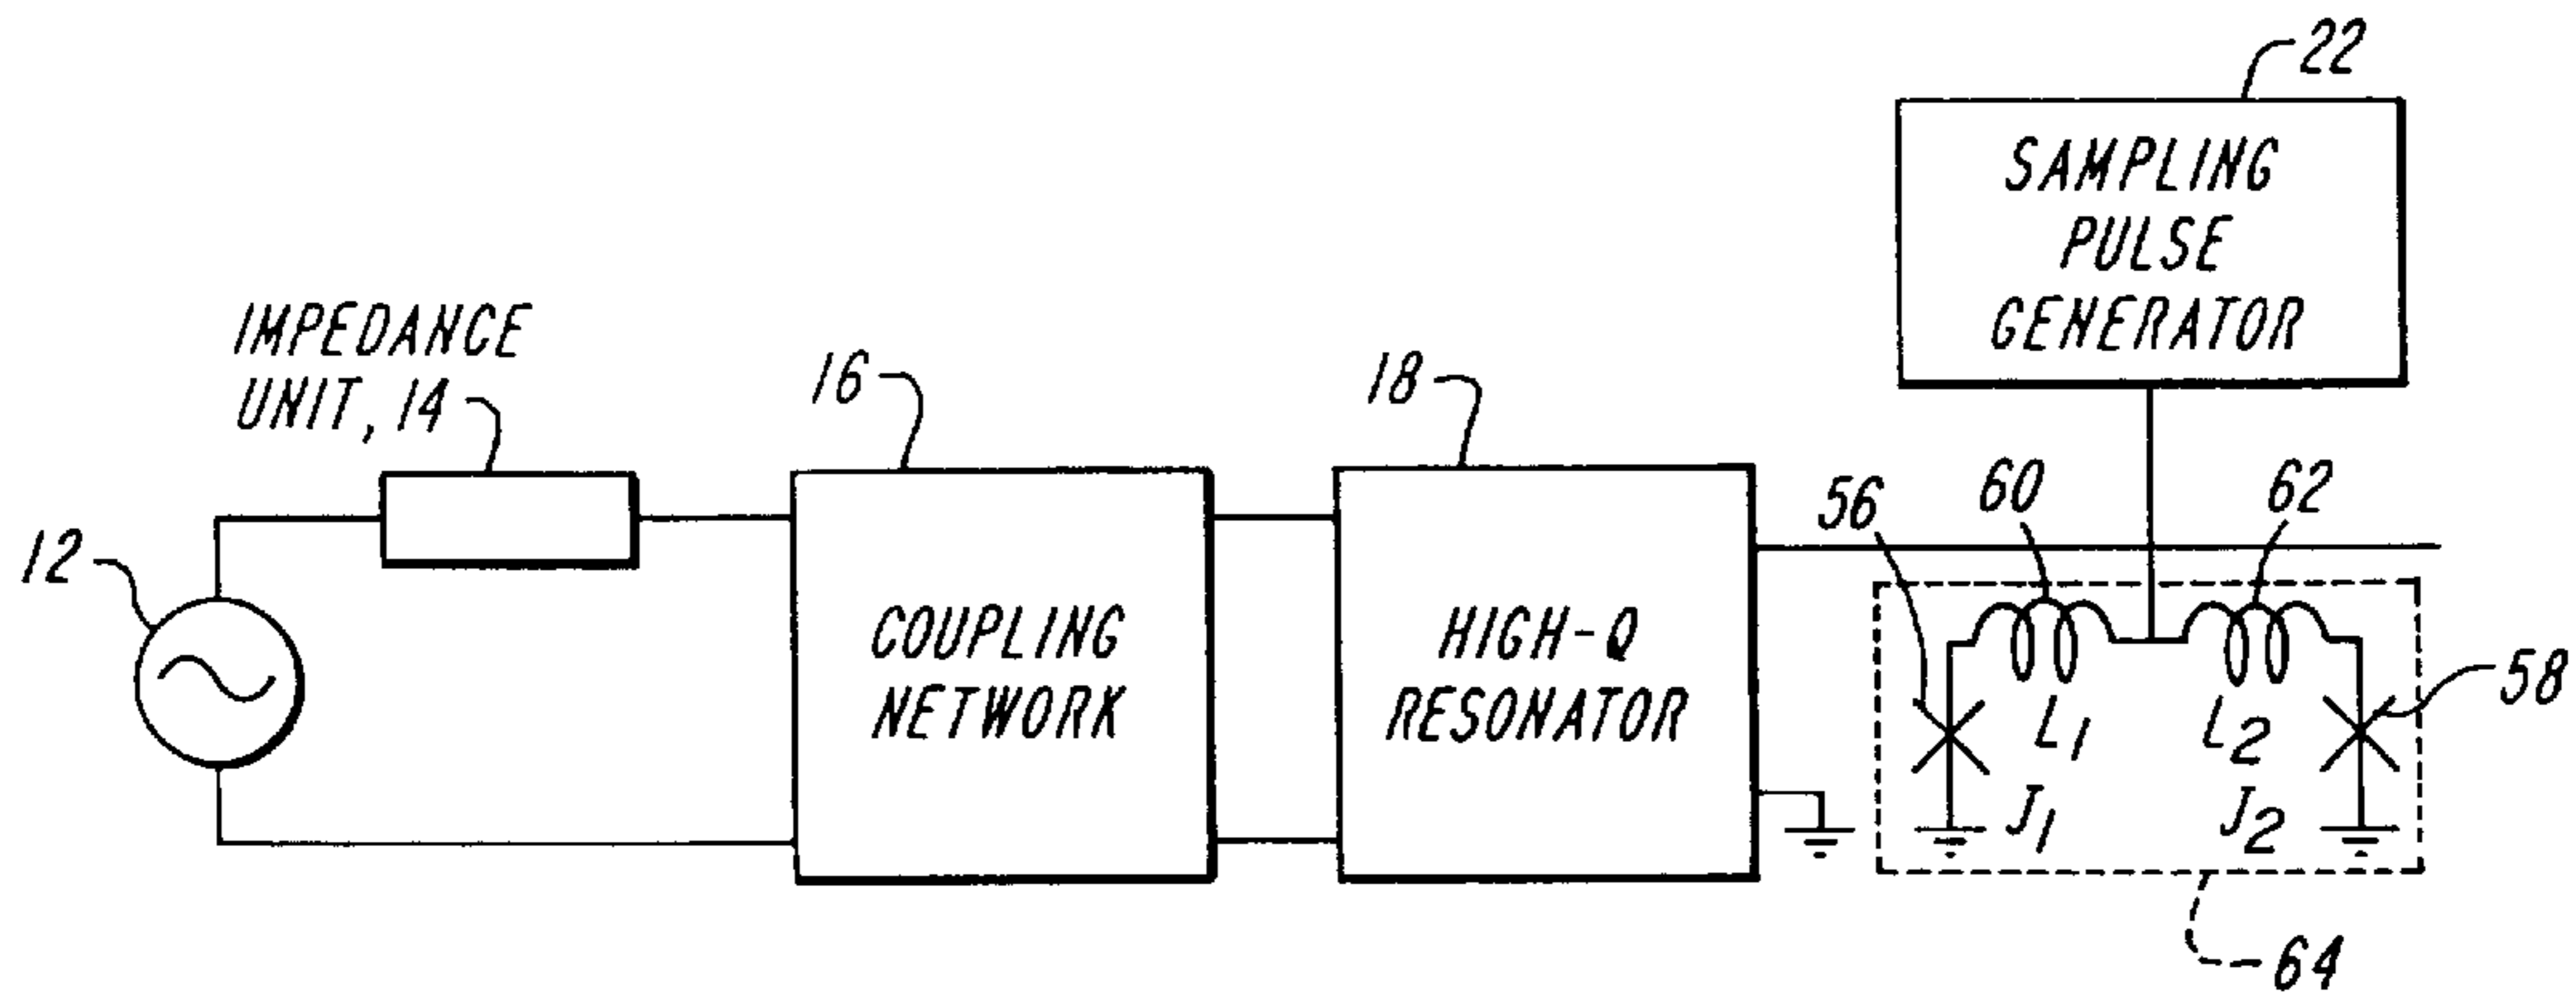 22
SAMPLING
PULSE
GENERATOR
IMPEDANCE
UNIT, 14
16
18
12
56
60
62
58
COUPLING
NETWORK
HIGH-Q
RESONATOR
L1
L2
J1
J2
64